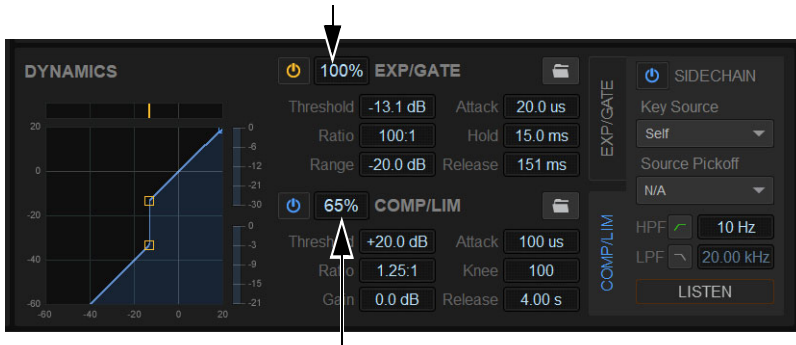 DYNAMICS
20
0
-20
-40
-60
-60 -40 -20 0 20
0
-6
-12
-21
-30
0
-3
-9
-15
-21
100% EXP/GATE
Threshold -13.1 dB Attack 20.0 us
Ratio 100:1 Hold 15.0 ms
Range -20.0 dB Release 151 ms
65% COMP/LIM
Threshold +20.0 dB Attack 100 us
Ratio 1.25:1 Knee 100
Gain 0.0 dB Release 4.00 s
EXP/GATE
COMP/LIM
SIDECHAIN
Key Source
Self
Source Pickoff
N/A
HPF 10 Hz
LPF 20.00 kHz
LISTEN